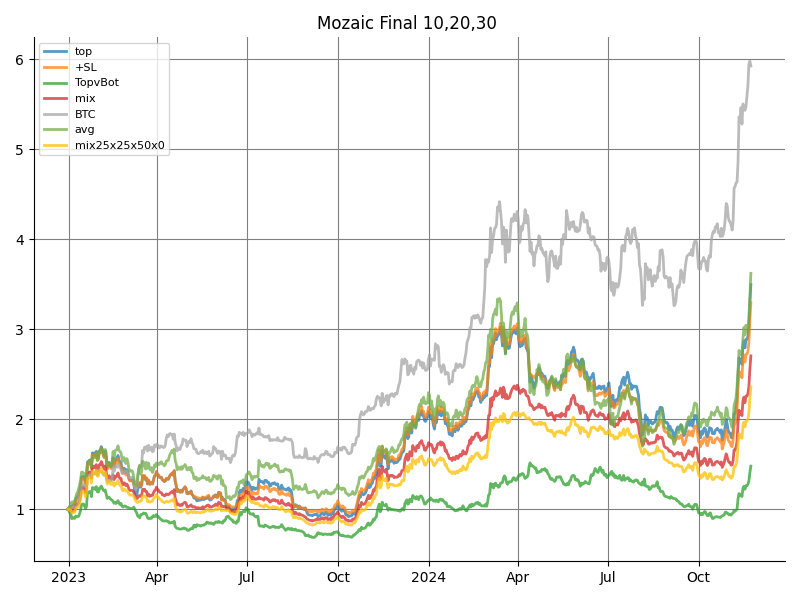 Mozaic Final 10,20,30
top
+SL
TopvBot
mix
BTC
avg
mix25x25x50x0
6
5
4
3
2
1
2023 Apr Jul Oct 2024 Apr Jul Oct